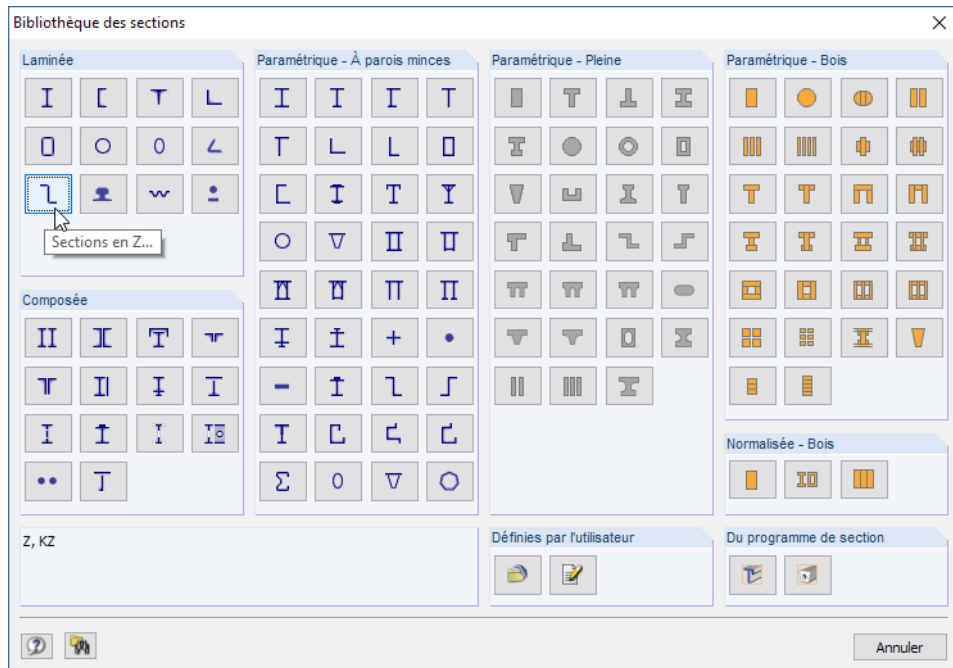 Bibliothèque des sections
Laminée
Paramétrique - À parois minces
Paramétrique - Pleine
Paramétrique - Bois
Sections en Z...
Composée
Normalisée - Bois
Z, KZ
Définies par l'utilisateur
Du programme de section
Annuler